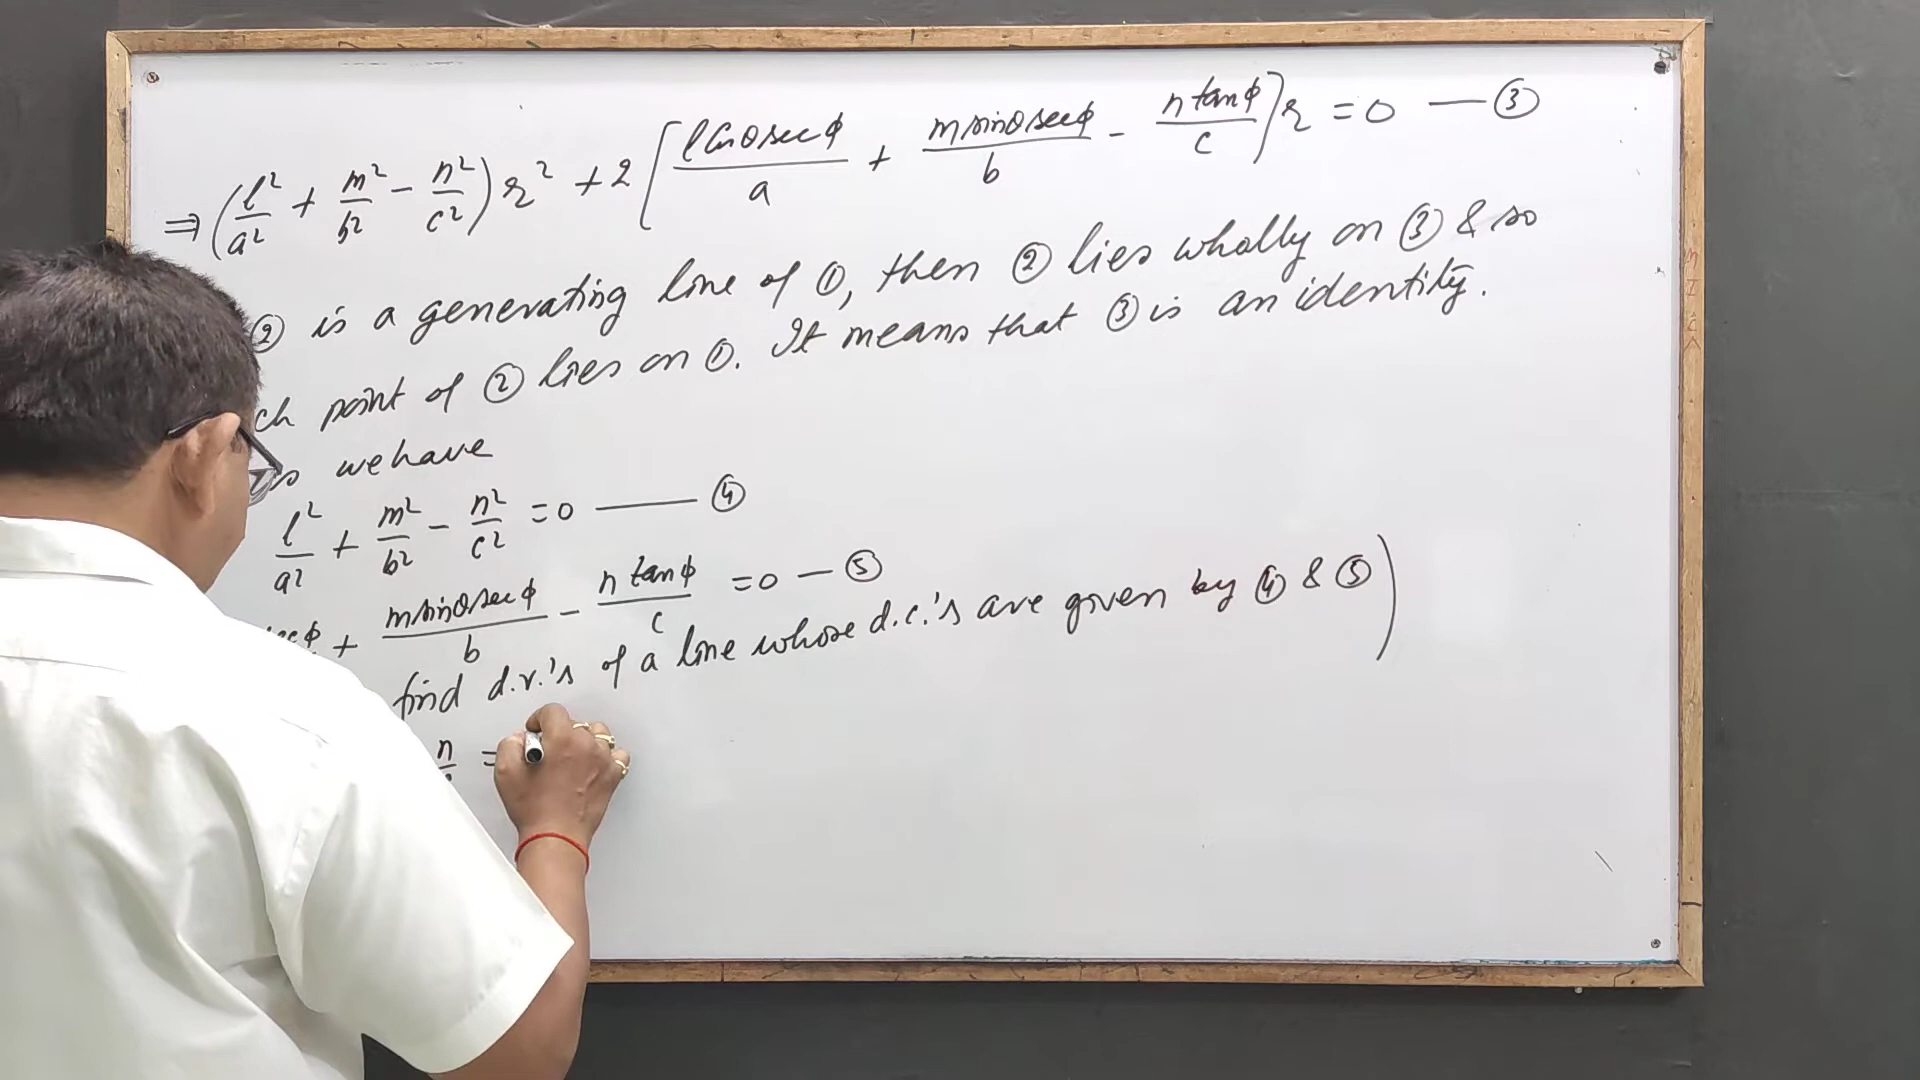 ⇒ (l²/a² + m²/b² - n²/c²) r² + 2 [l cosθ secφ/a + m sinθ secφ/b - n tanφ/c] r = 0 — ③
② is a generating line of ①, then ② lies wholly on ③ & so
ch point of ② lies on ①. It means that ③ is an identity.
we have
l²/a² + m²/b² - n²/c² = 0 —— ④
secφ + m sinθ secφ/b - n tanφ/c = 0 — ⑤
find d.r.'s of a line whose d.c.'s are given by ④ & ⑤)
n =